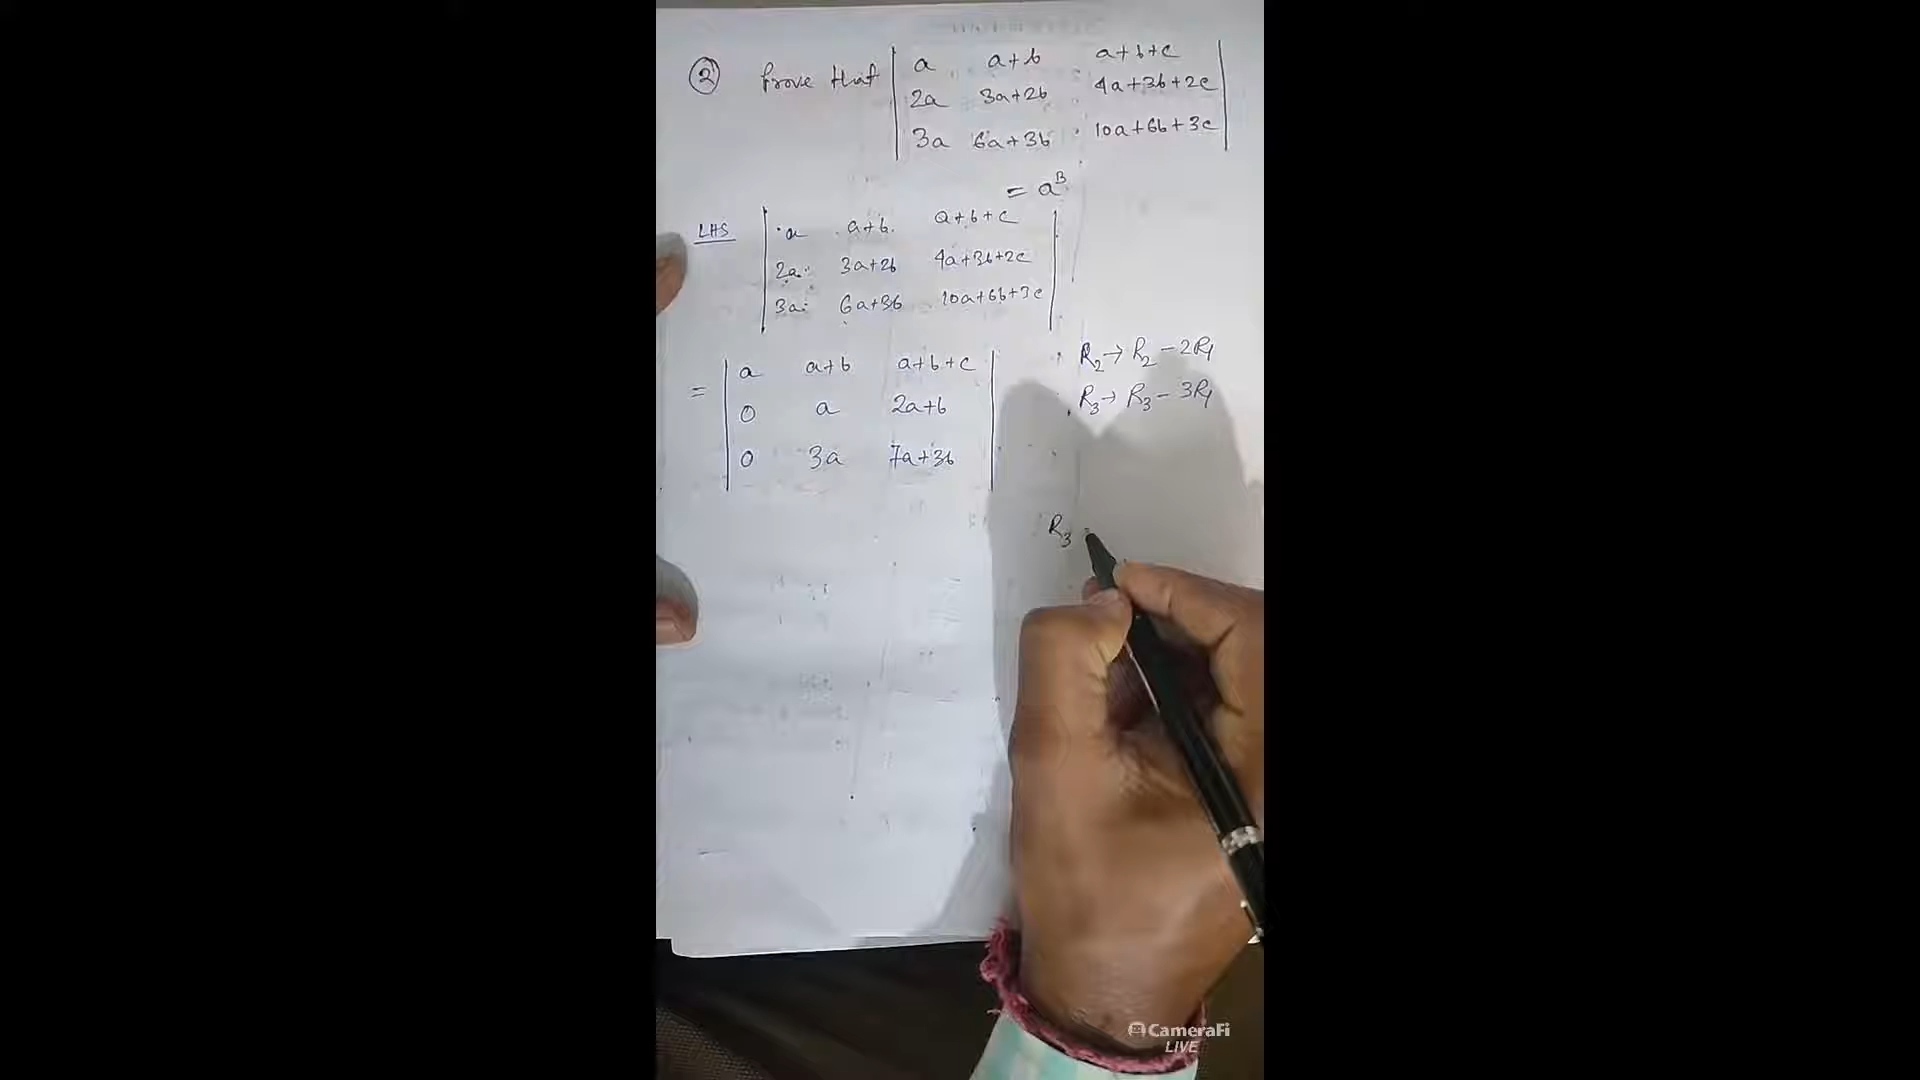 ② Prove that | a a+b a+b+c |
| 2a 3a+2b 4a+3b+2c |
| 3a 6a+3b 10a+6b+3c |
= a³
LHS | a a+b a+b+c |
| 2a 3a+2b 4a+3b+2c |
| 3a 6a+3b 10a+6b+3c |
= | a a+b a+b+c | R₂→R₂-2R₁
| 0 a 2a+b | R₃→R₃-3R₁
| 0 3a 7a+3b |
R₃
CameraFi
LIVE